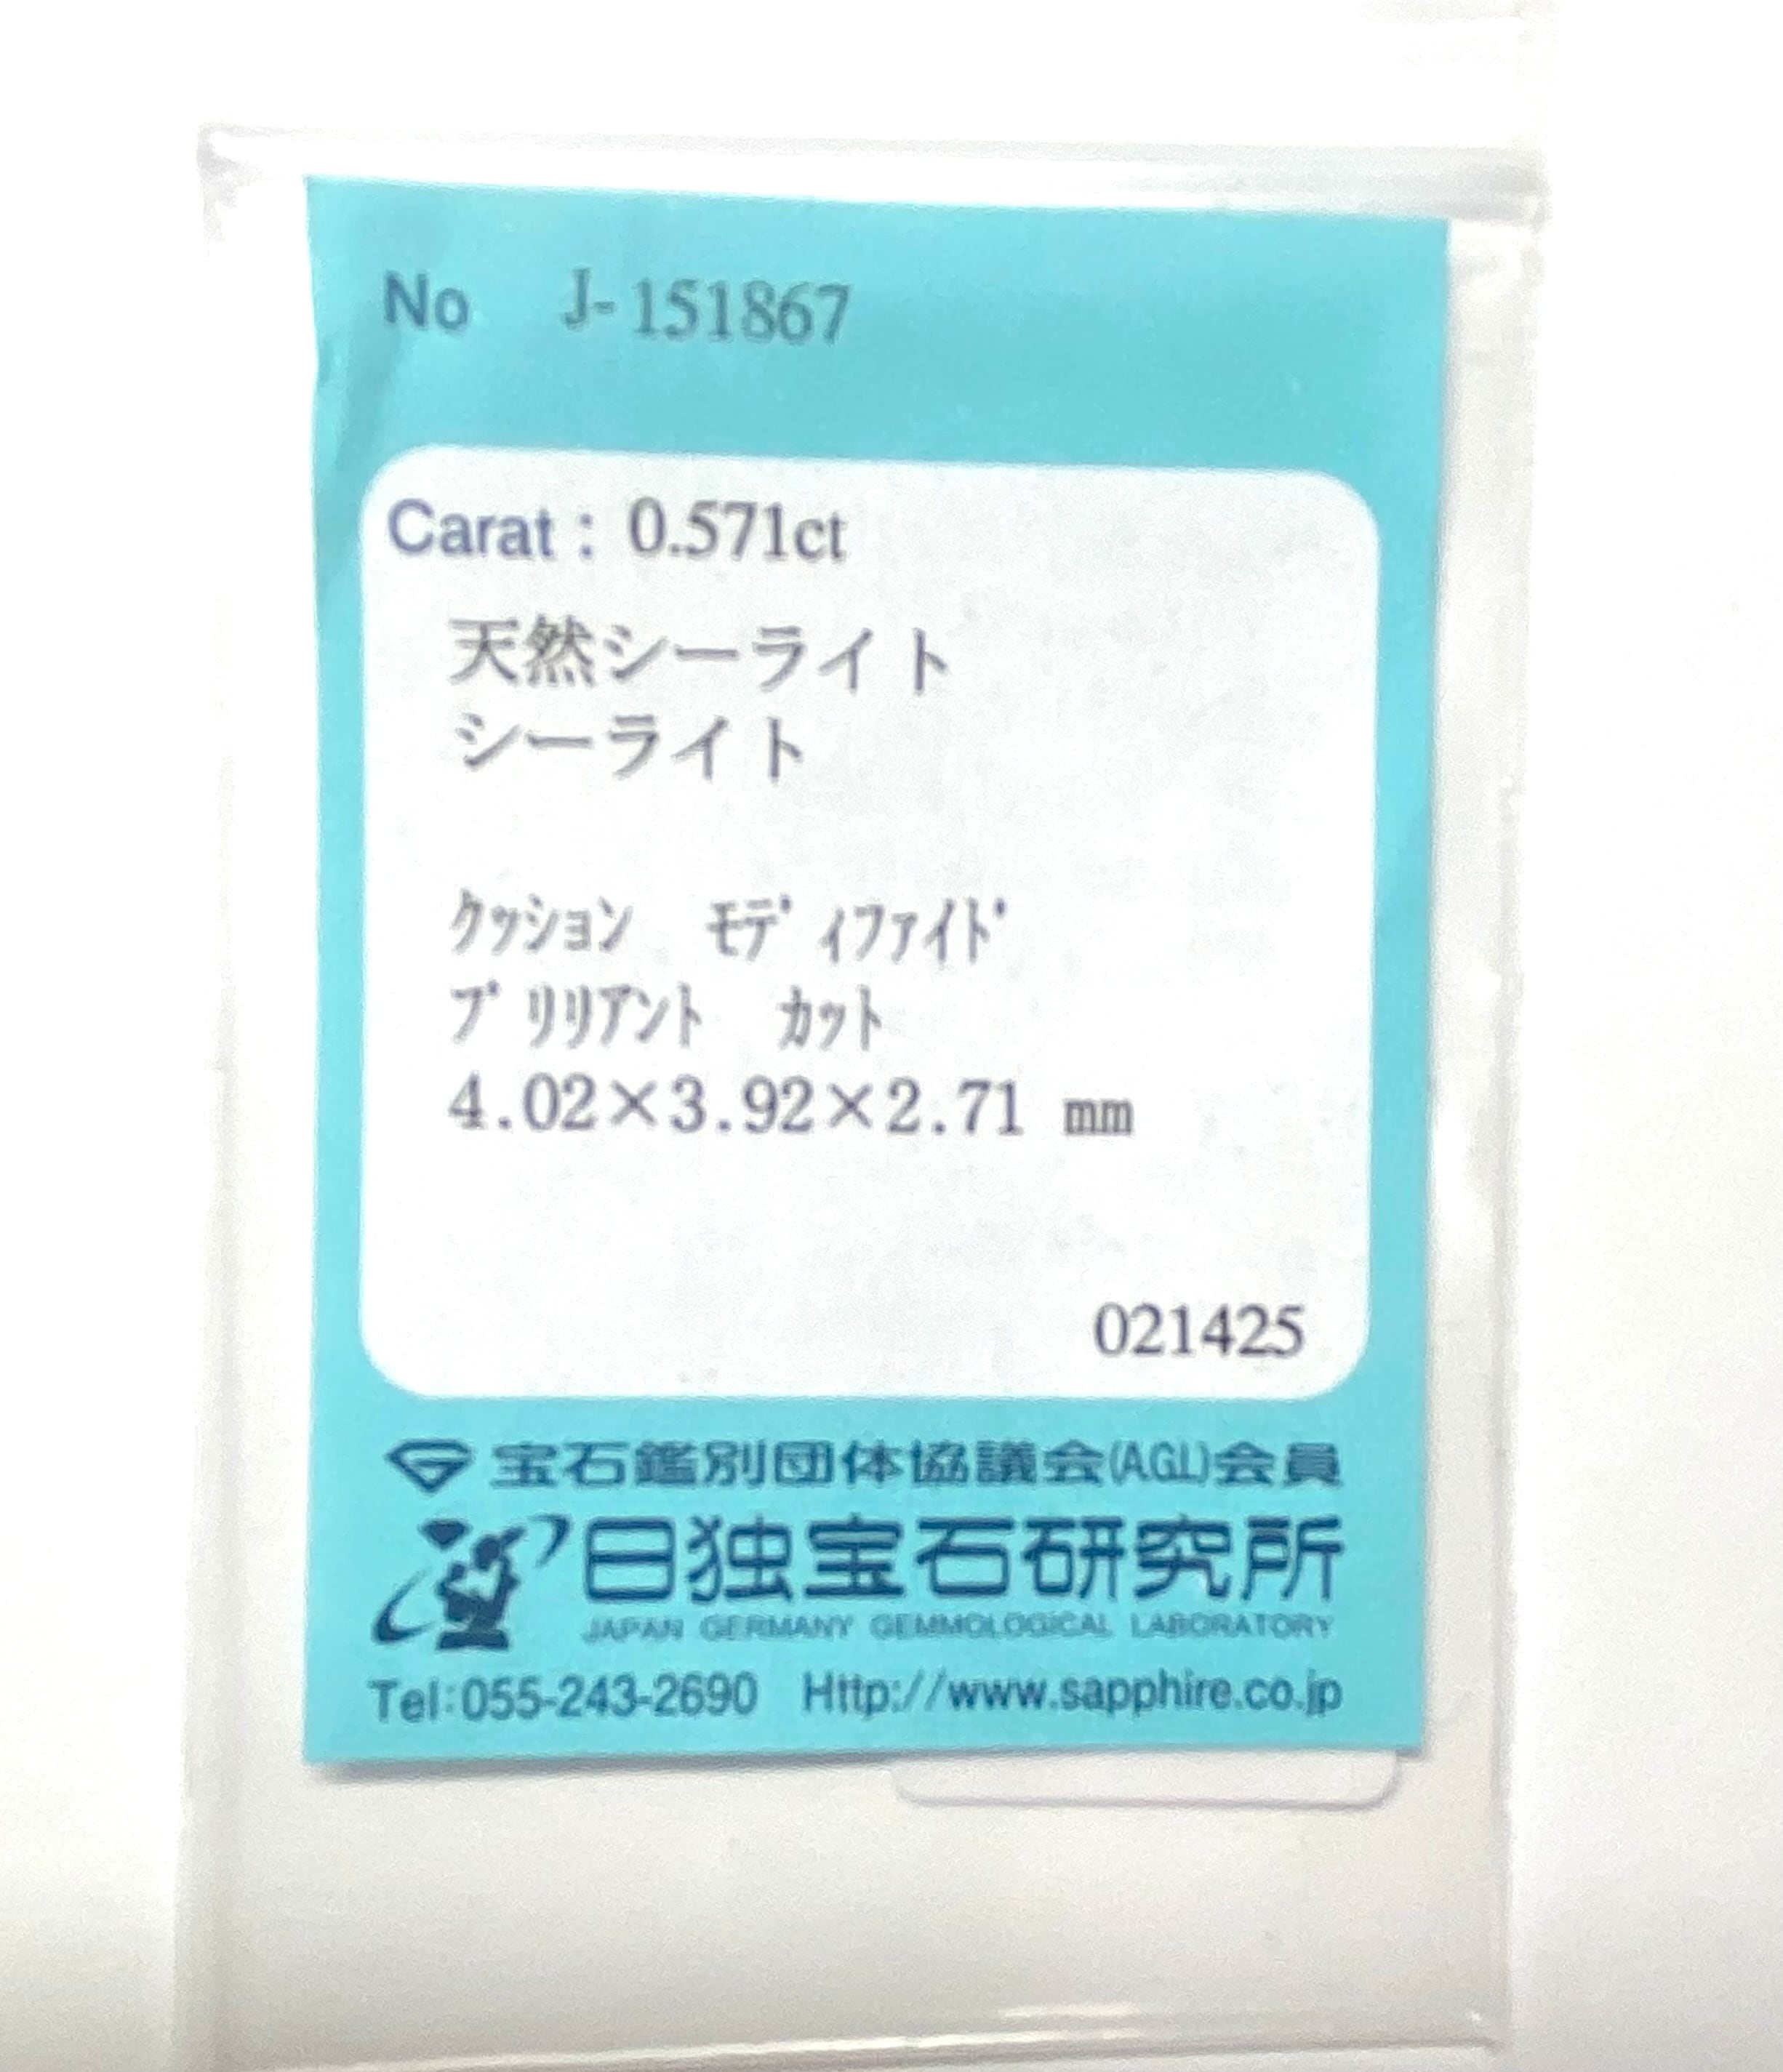 No J-151867
Carat : 0.571ct
天然シーライト
シーライト
ｸｯｼｮﾝ ﾓﾃﾞｨﾌｧｲﾄﾞ
ﾌﾞﾘﾘｱﾝﾄ ｶｯﾄ
4.02×3.92×2.71 mm
021425
宝石鑑別団体協議会(AGL)会員
日独宝石研究所
JAPAN GERMANY GEMMOLOGICAL LABORATORY
Tel:055-243-2690 Http://www.sapphire.co.jp